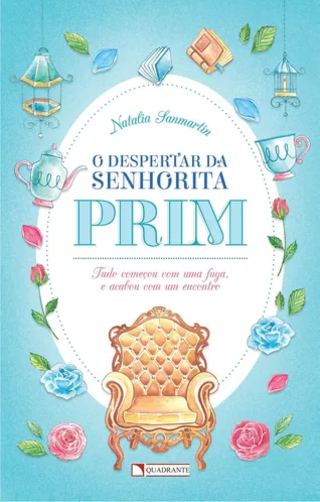 Natalia Sanmartin
O DESPERTAR DA
SENHORITA
PRIM
Tudo começou com uma fuga,
e acabou com um encontro
QUADRANTE